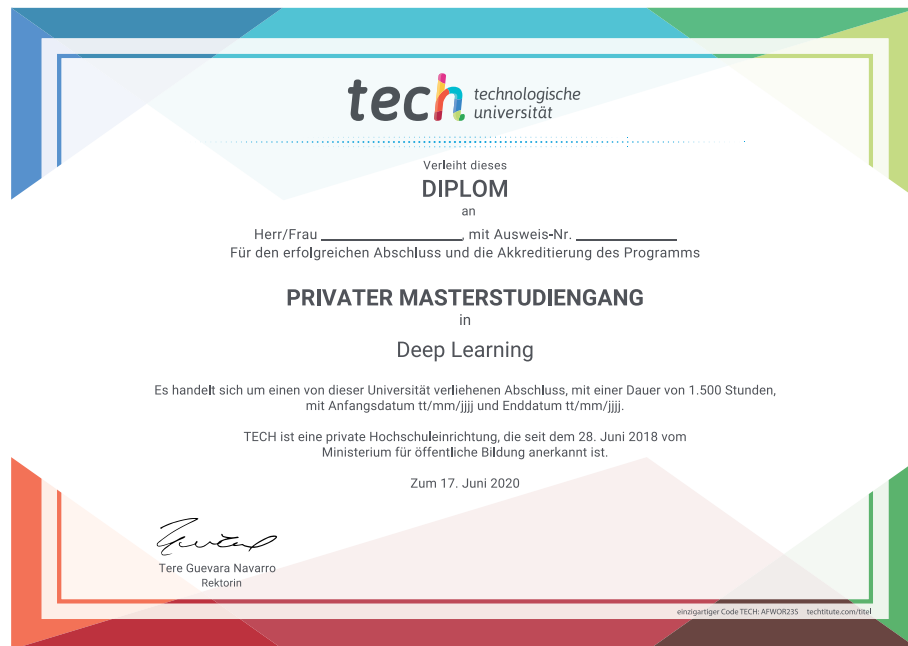 tech technologische
universität
Verleiht dieses
DIPLOM
an
Herr/Frau ____________________, mit Ausweis-Nr. ______________
Für den erfolgreichen Abschluss und die Akkreditierung des Programms
PRIVATER MASTERSTUDIENGANG
in
Deep Learning
Es handelt sich um einen von dieser Universität verliehenen Abschluss, mit einer Dauer von 1.500 Stunden,
mit Anfangsdatum tt/mm/jjjj und Enddatum tt/mm/jjjj.
TECH ist eine private Hochschuleinrichtung, die seit dem 28. Juni 2018 vom
Ministerium für öffentliche Bildung anerkannt ist.
Zum 17. Juni 2020
Tere Guevara Navarro
Rektorin
einzigartiger Code TECH: AFWOR23S techtitute.com/titel